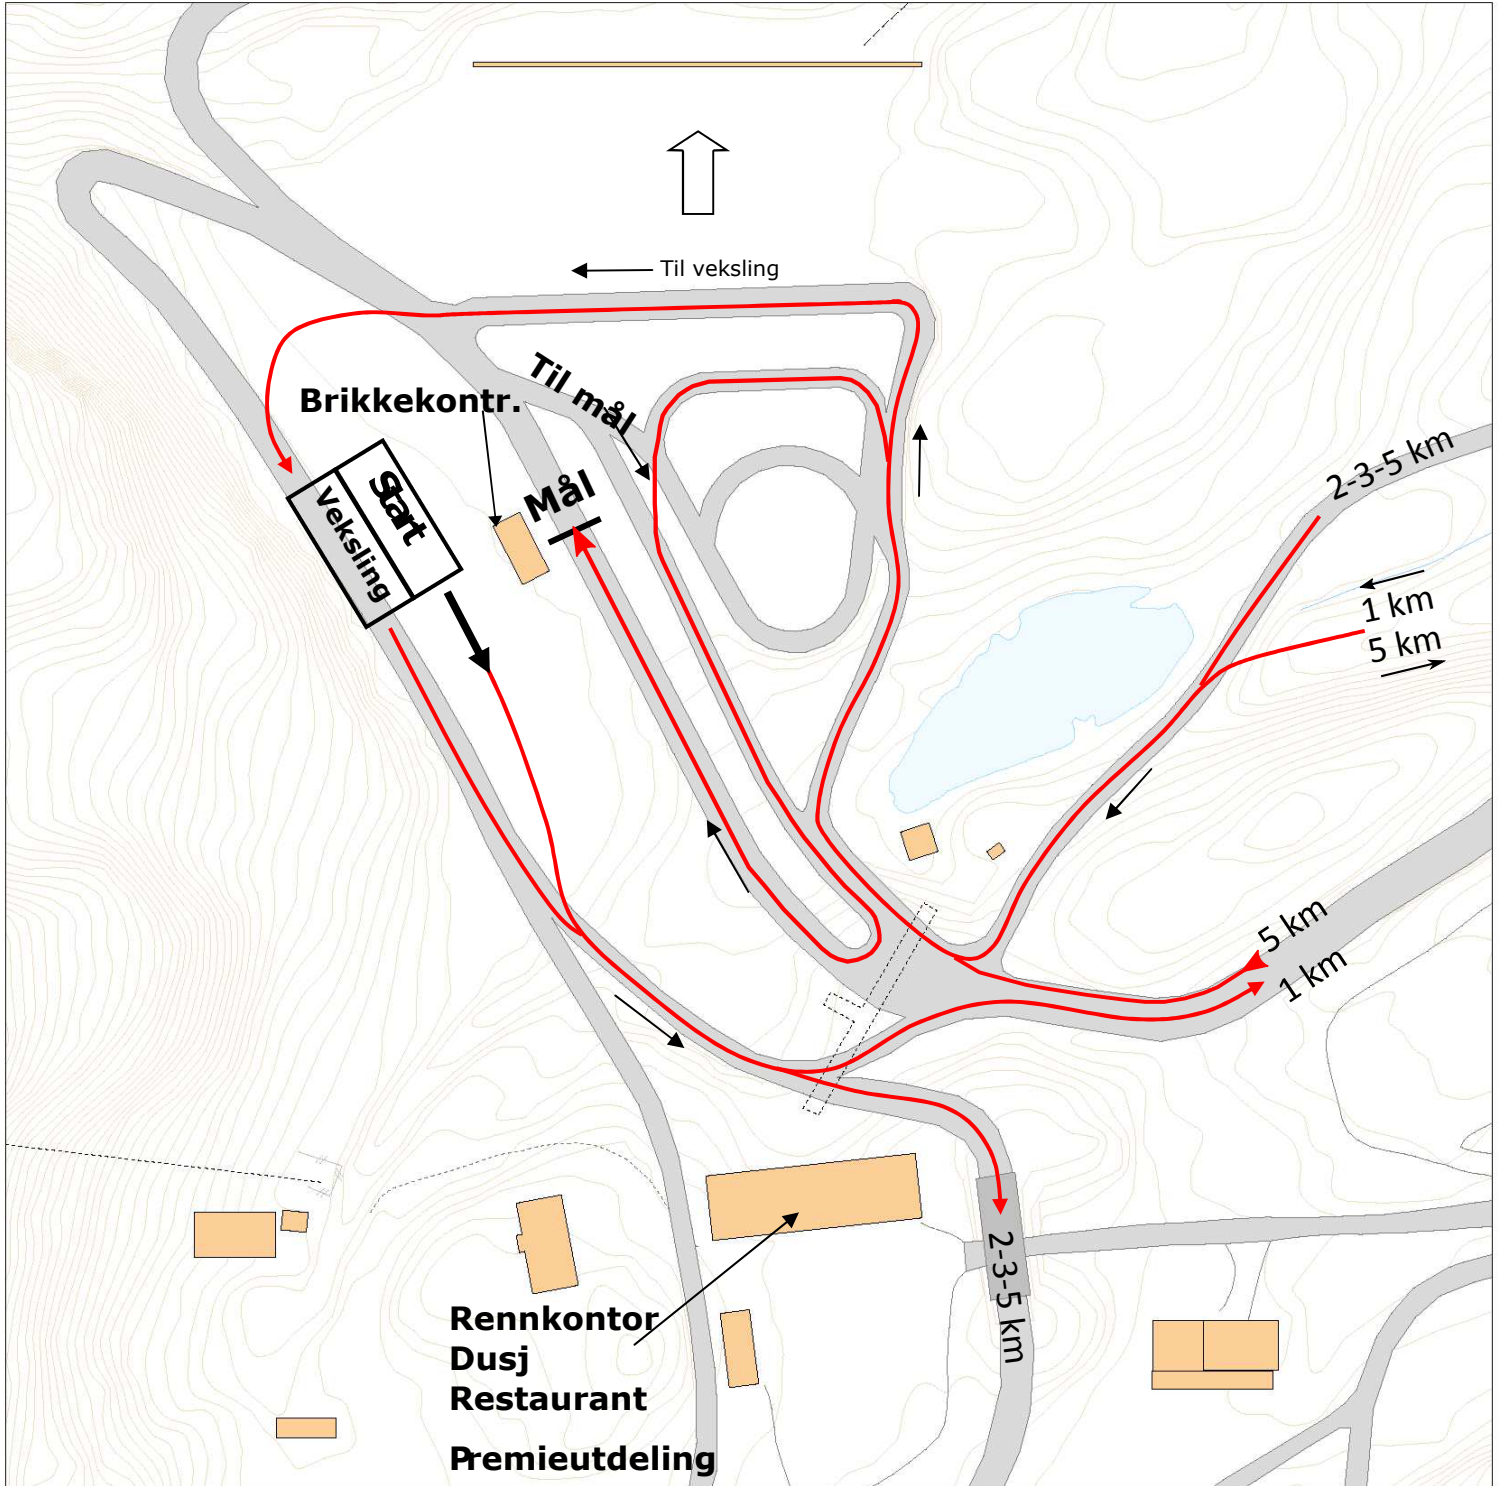 Til veksling
Til mål
Brikkekontr.
2-3-5 km
Start
Mål
Veksling
1 km
5 km
5 km
1 km
2-3-5 km
Rennkontor
Dusj
Restaurant
Premieutdeling